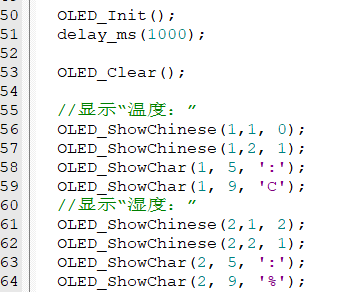 50 OLED_Init();
51 delay_ms(1000);
52
53 OLED_Clear();
54
55 //显示“温度：”
56 OLED_ShowChinese(1,1, 0);
57 OLED_ShowChinese(1,2, 1);
58 OLED_ShowChar(1, 5, ':');
59 OLED_ShowChar(1, 9, 'C');
60 //显示“湿度：”
61 OLED_ShowChinese(2,1, 2);
62 OLED_ShowChinese(2,2, 1);
63 OLED_ShowChar(2, 5, ':');
64 OLED_ShowChar(2, 9, '%');